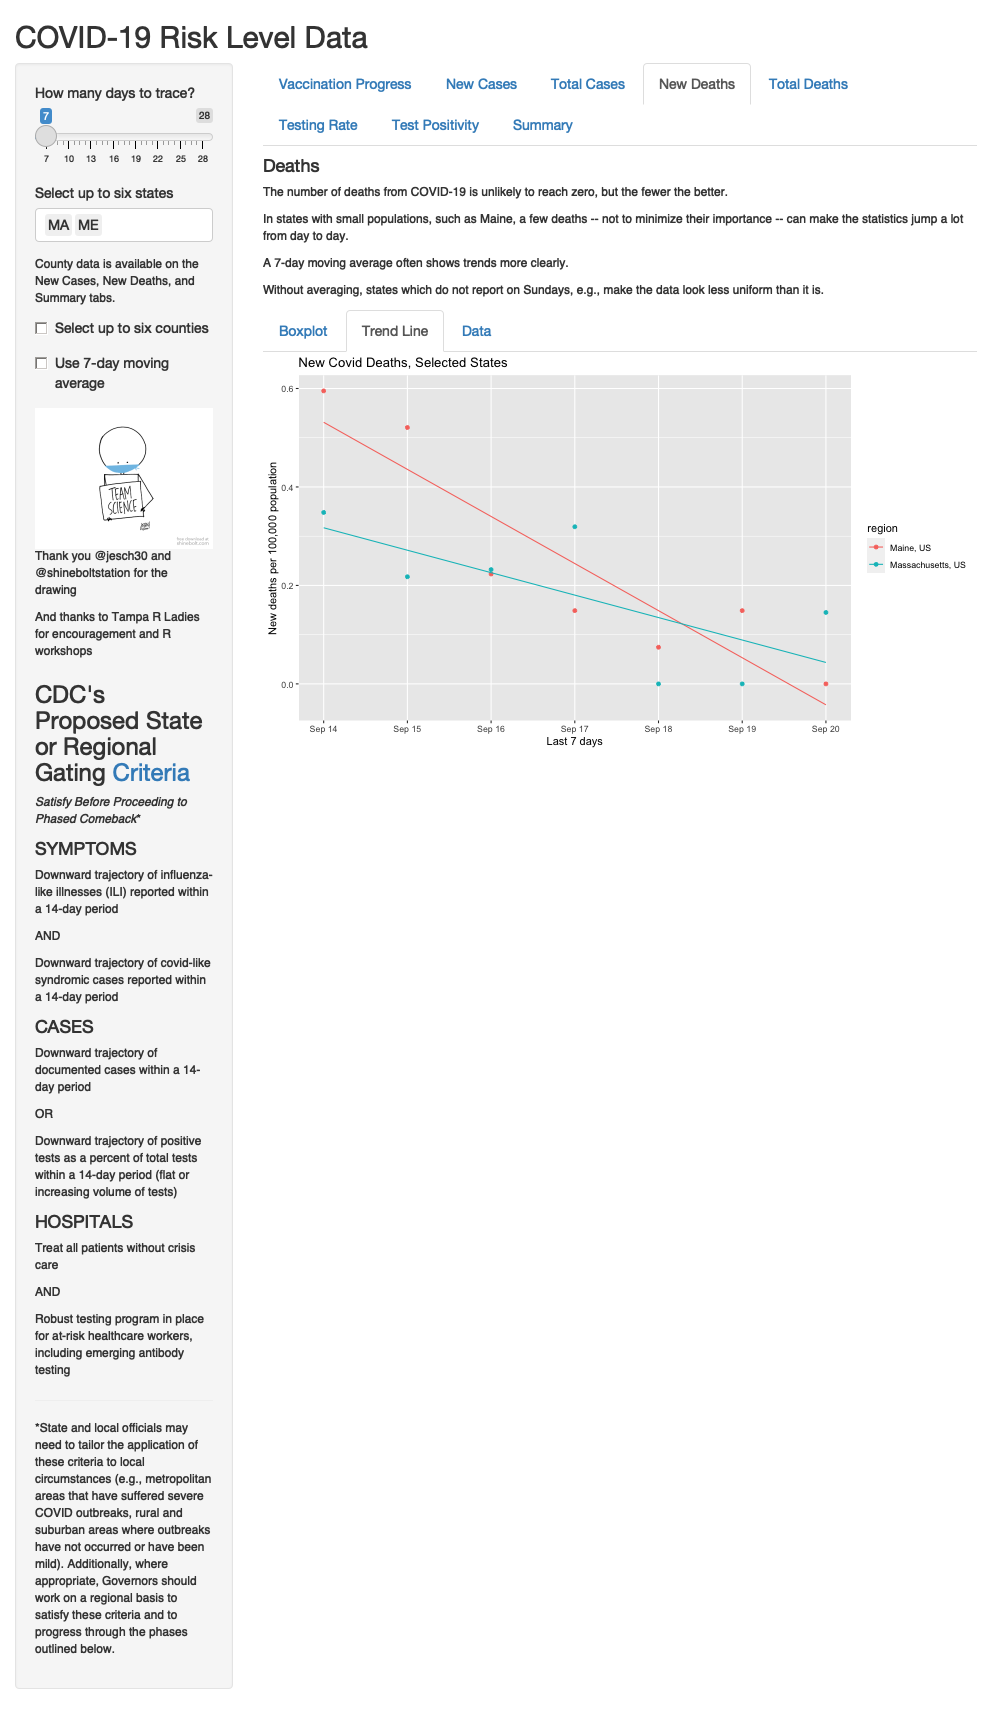 COVID-19 Risk Level Data
How many days to trace?
7
28
7 10 13 16 19 22 25 28
Select up to six states
MA ME
County data is available on the
New Cases, New Deaths, and
Summary tabs.
Select up to six counties
Use 7-day moving
average
TEAM
SCIENCE
Thank you @jesch30 and
@shineboltstation for the
drawing
And thanks to Tampa R Ladies
for encouragement and R
workshops
CDC's
Proposed State
or Regional
Gating Criteria
Satisfy Before Proceeding to
Phased Comeback*
SYMPTOMS
Downward trajectory of influenza-
like illnesses (ILI) reported within
a 14-day period
AND
Downward trajectory of covid-like
syndromic cases reported within
a 14-day period
CASES
Downward trajectory of
documented cases within a 14-
day period
OR
Downward trajectory of positive
tests as a percent of total tests
within a 14-day period (flat or
increasing volume of tests)
HOSPITALS
Treat all patients without crisis
care
AND
Robust testing program in place
for at-risk healthcare workers,
including emerging antibody
testing
*State and local officials may
need to tailor the application of
these criteria to local
circumstances (e.g., metropolitan
areas that have suffered severe
COVID outbreaks, rural and
suburban areas where outbreaks
have not occurred or have been
mild). Additionally, where
appropriate, Governors should
work on a regional basis to
satisfy these criteria and to
progress through the phases
outlined below.
Vaccination Progress New Cases Total Cases New Deaths Total Deaths
Testing Rate Test Positivity Summary
Deaths
The number of deaths from COVID-19 is unlikely to reach zero, but the fewer the better.
In states with small populations, such as Maine, a few deaths -- not to minimize their importance -- can make the statistics jump a lot
from day to day.
A 7-day moving average often shows trends more clearly.
Without averaging, states which do not report on Sundays, e.g., make the data look less uniform than it is.
Boxplot Trend Line Data
New Covid Deaths, Selected States
New deaths per 100,000 population
0.6
0.4
0.2
0.0
Sep 14 Sep 15 Sep 16 Sep 17 Sep 18 Sep 19 Sep 20
Last 7 days
region
Maine, US
Massachusetts, US